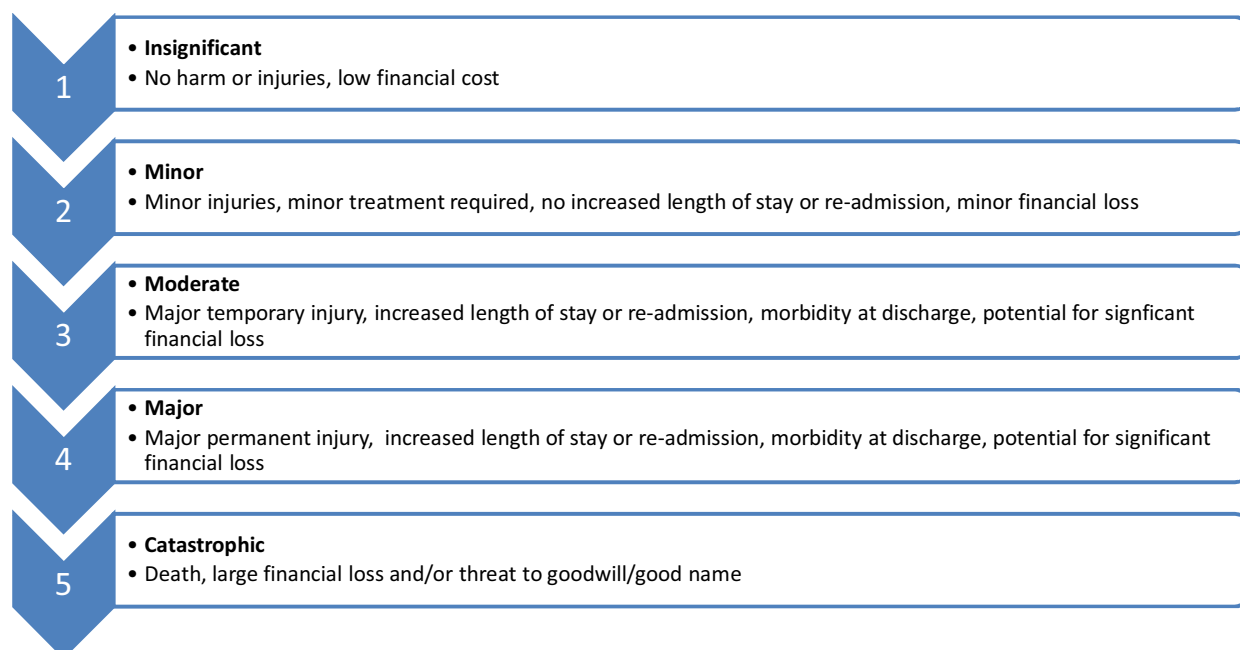 1
• Insignificant
• No harm or injuries, low financial cost
2
• Minor
• Minor injuries, minor treatment required, no increased length of stay or re-admission, minor financial loss
3
• Moderate
• Major temporary injury, increased length of stay or re-admission, morbidity at discharge, potential for signficant
financial loss
4
• Major
• Major permanent injury,  increased length of stay or re-admission, morbidity at discharge, potential for significant
financial loss
5
• Catastrophic
• Death, large financial loss and/or threat to goodwill/good name